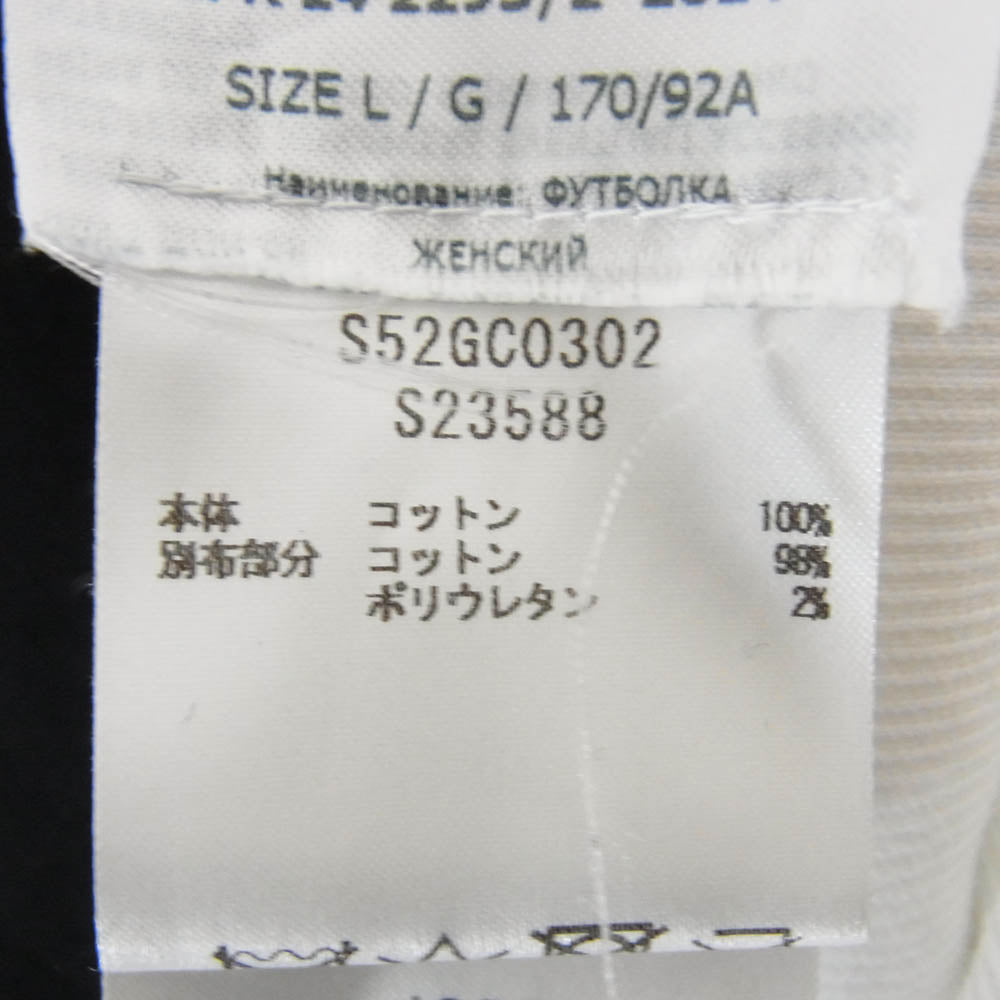 SIZE L / G / 170/92A
Наименование: ФУТБОЛКА
ЖЕНСКИЙ
S52GC0302
S23588
本体 コットン 100%
別布部分 コットン 98%
ポリウレタン 2%